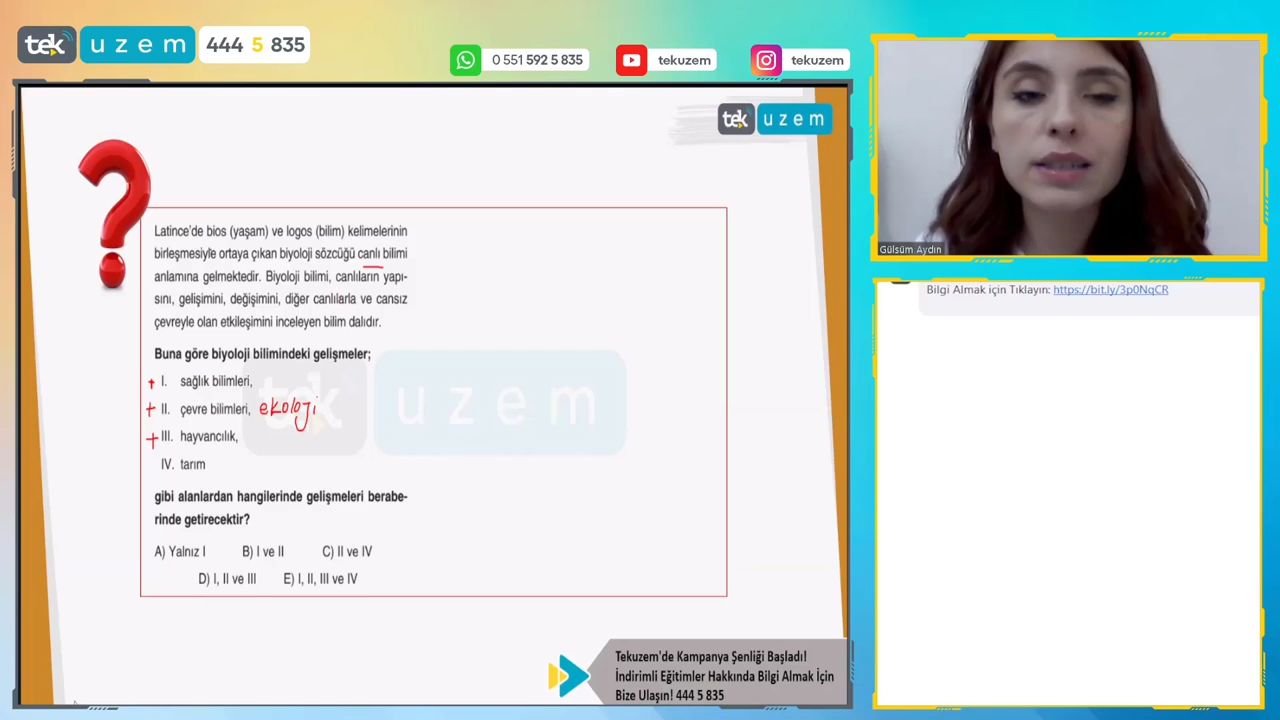 tek uzem 444 5 835
0 551 592 5 835
tekuzem
tekuzem
tek uzem
Latince'de bios (yaşam) ve logos (bilim) kelimelerinin
birleşmesiyle ortaya çıkan biyoloji sözcüğü canlı bilimi
anlamına gelmektedir. Biyoloji bilimi, canlıların yapı-
sını, gelişimini, değişimini, diğer canlılarla ve cansız
çevreyle olan etkileşimini inceleyen bilim dalıdır.
Buna göre biyoloji bilimindeki gelişmeler;
+ I. sağlık bilimleri,
+ II. çevre bilimleri, ekoloji
+ III. hayvancılık,
IV. tarım
tek uzem
gibi alanlardan hangilerinde gelişmeleri berabe-
rinde getirecektir?
A) Yalnız I B) I ve II C) II ve IV
D) I, II ve III E) I, II, III ve IV
Tekuzem'de Kampanya Şenliği Başladı!
İndirimli Eğitimler Hakkında Bilgi Almak İçin
Bize Ulaşın! 444 5 835
Gülsüm Aydın
Bilgi Almak için Tıklayın: https://bit.ly/3p0NqCR